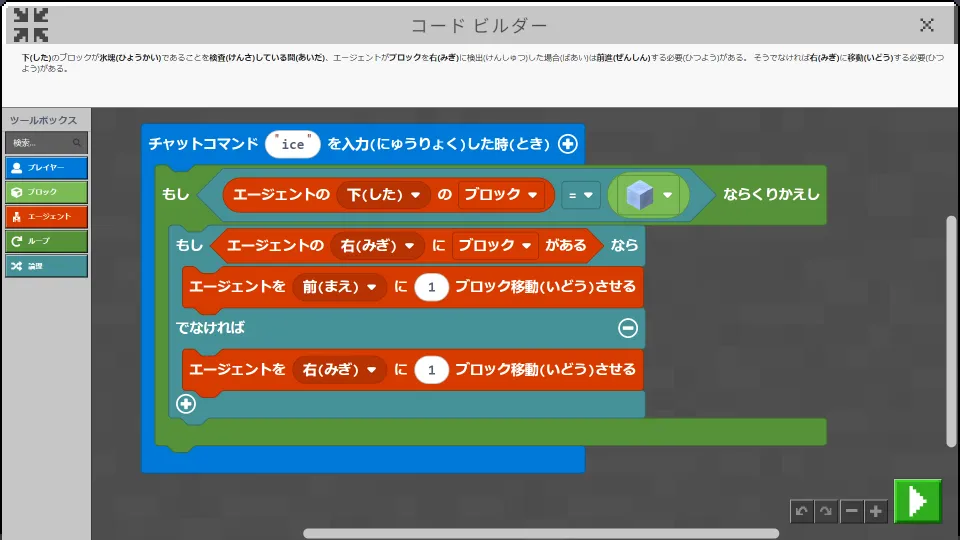 コード ビルダー
下(した)のブロックが氷塊(ひょうかい)であることを検査(けんさ)している間(あいだ)、エージェントがブロックを右(みぎ)に検出(けんしゅつ)した場合(ばあい)は前進(ぜんしん)する必要(ひつよう)がある。 そうでなければ右(みぎ)に移動(いどう)する必要(ひつ
よう)がある。
ツールボックス
検索...
プレイヤー
ブロック
エージェント
ループ
論理
チャットコマンド "ice" を入力(にゅうりょく)した時(とき)
もし エージェントの 下(した) の ブロック = ならくりかえし
もし エージェントの 右(みぎ) に ブロック がある なら
エージェントを 前(まえ) に 1 ブロック移動(いどう)させる
でなければ
エージェントを 右(みぎ) に 1 ブロック移動(いどう)させる